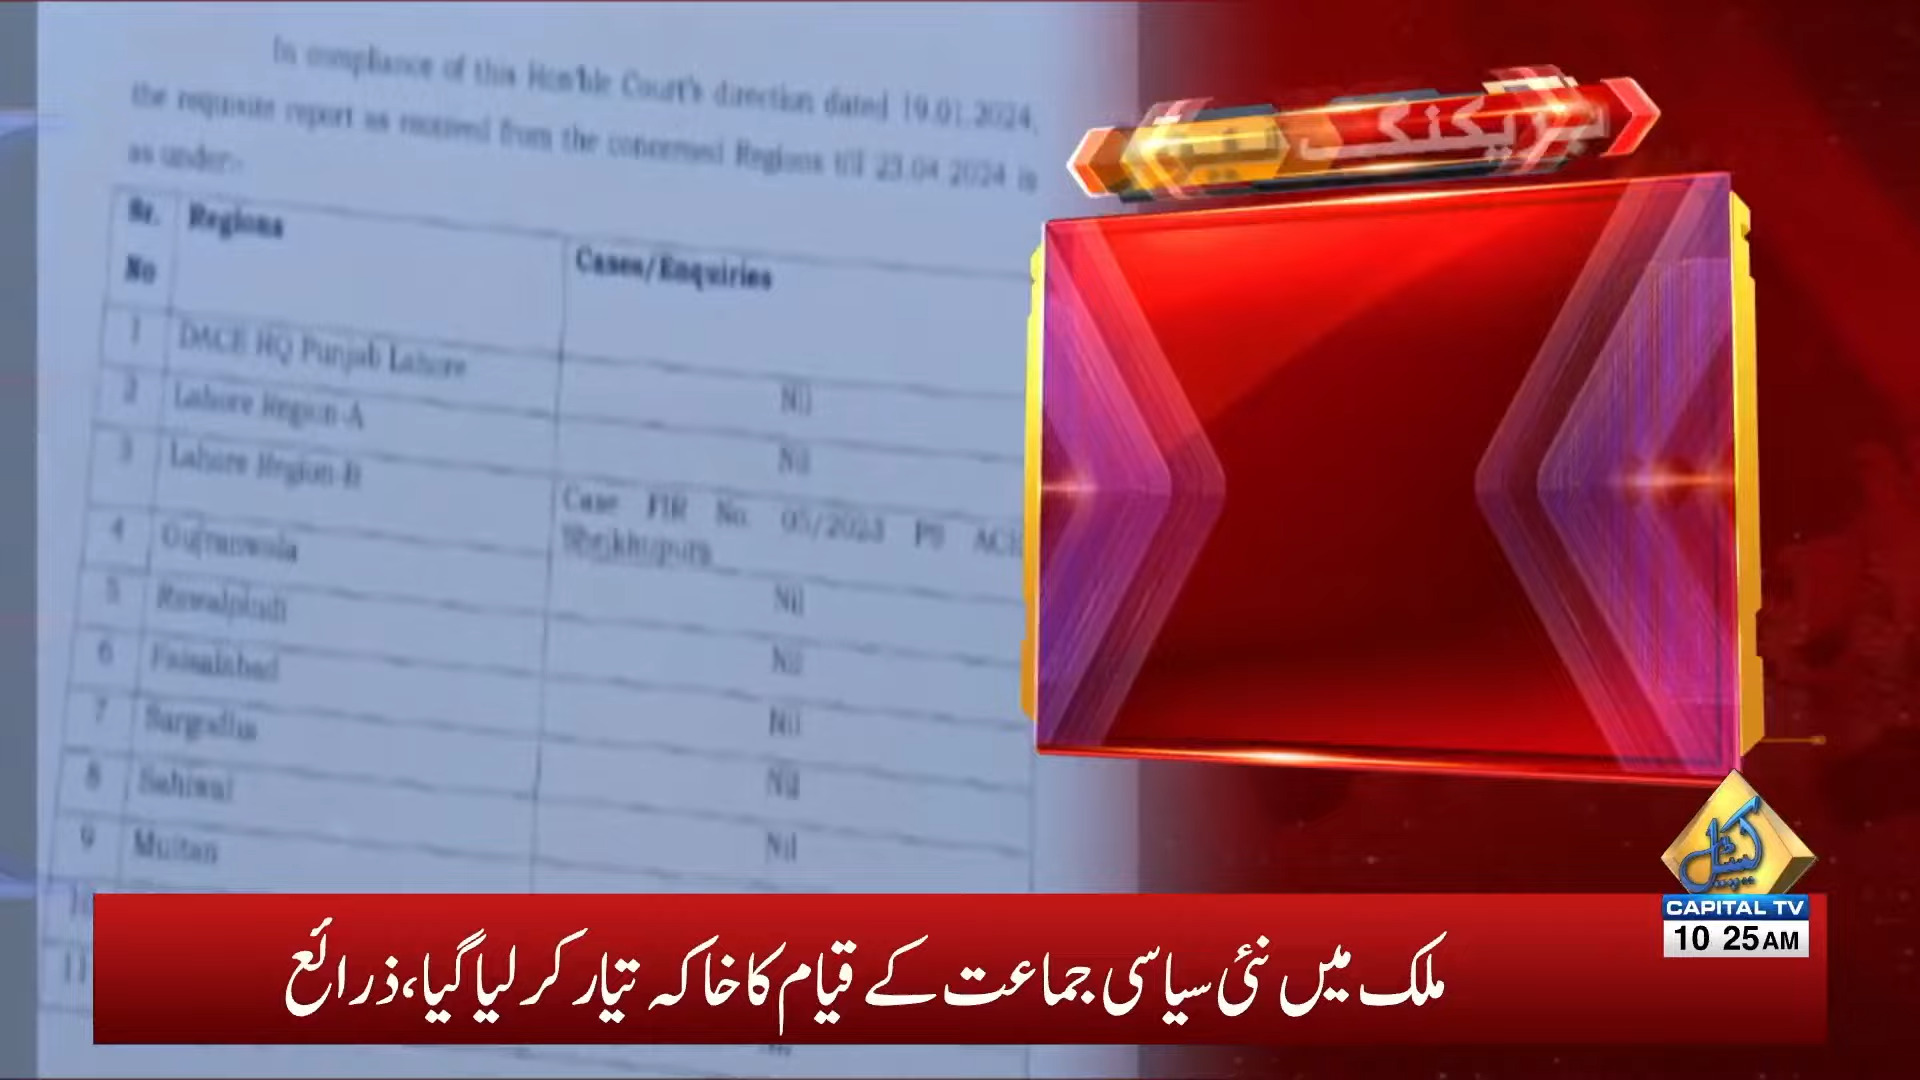 In compliance of this Hon'ble Court's direction dated 19.01.2024,
the requisite report as received from the concerned Regions till 23.04.2024 is
as under:-
Sr. No Regions Cases/Enquiries
1 DACE HQ Punjab Lahore Nil
2 Lahore Region-A Nil
3 Lahore Region-B Case FIR No. 05/2023 PS ACE Sheikhupura
4 Gujranwala Nil
5 Rawalpindi Nil
6 Faisalabad Nil
7 Sargodha Nil
8 Sahiwal Nil
9 Multan
بریکنگ نیوز
کیپیٹل
CAPITAL TV
10 25 AM
ملک میں نئی سیاسی جماعت کے قیام کا خاکہ تیار کر لیا گیا، ذرائع